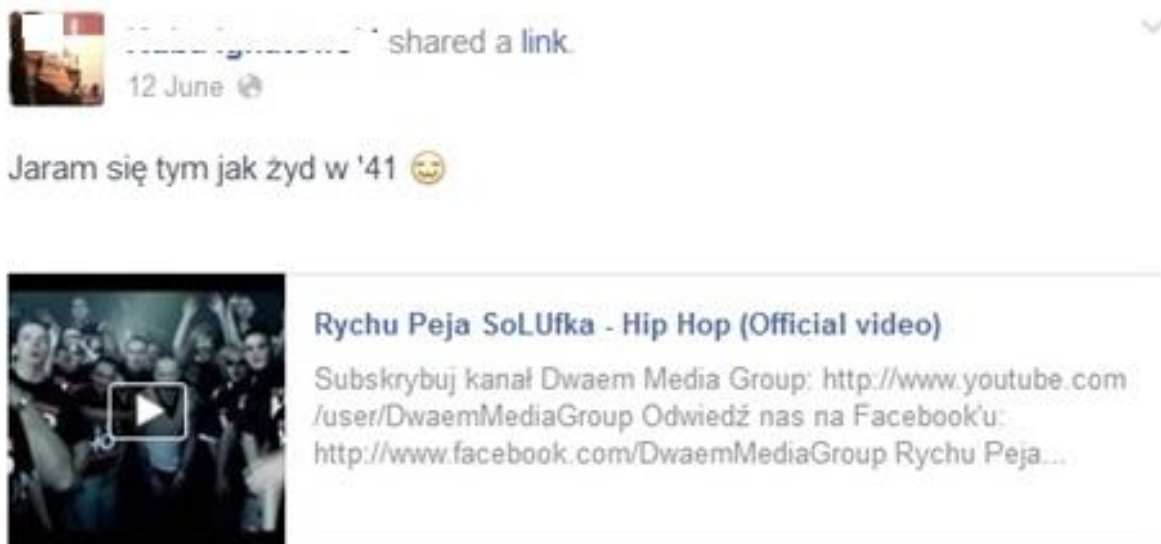 shared a link.
12 June
Jaram się tym jak żyd w '41
Rychu Peja SoLUfka - Hip Hop (Official video)
Subskrybuj kanał Dwaem Media Group: http://www.youtube.com
/user/DwaemMediaGroup Odwiedź nas na Facebook'u:
http://www.facebook.com/DwaemMediaGroup Rychu Peja...